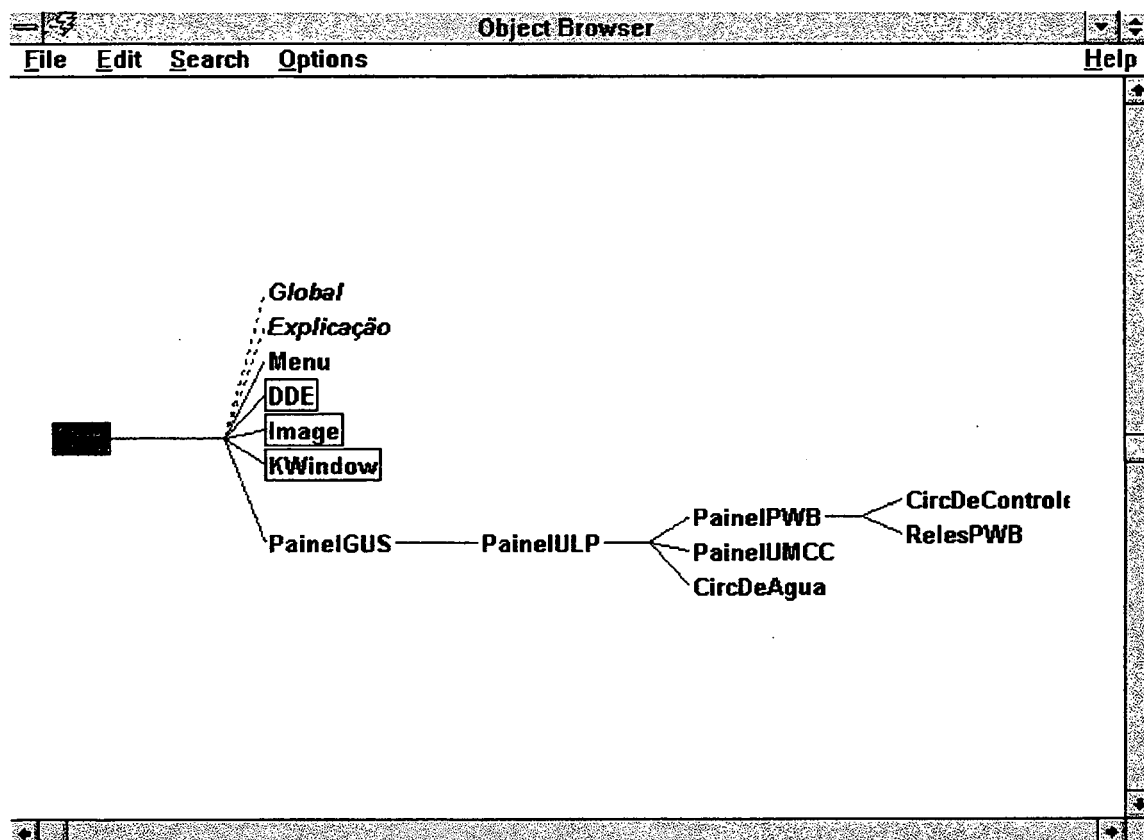 Object Browser
File Edit Search Options Help
Global
Explicação
Menu
DDE
Image
KWindow
PainelGUS PainelULP
PainelPWB
PainelUMCC
CircDeAgua
CircDeControle
RelesPWB